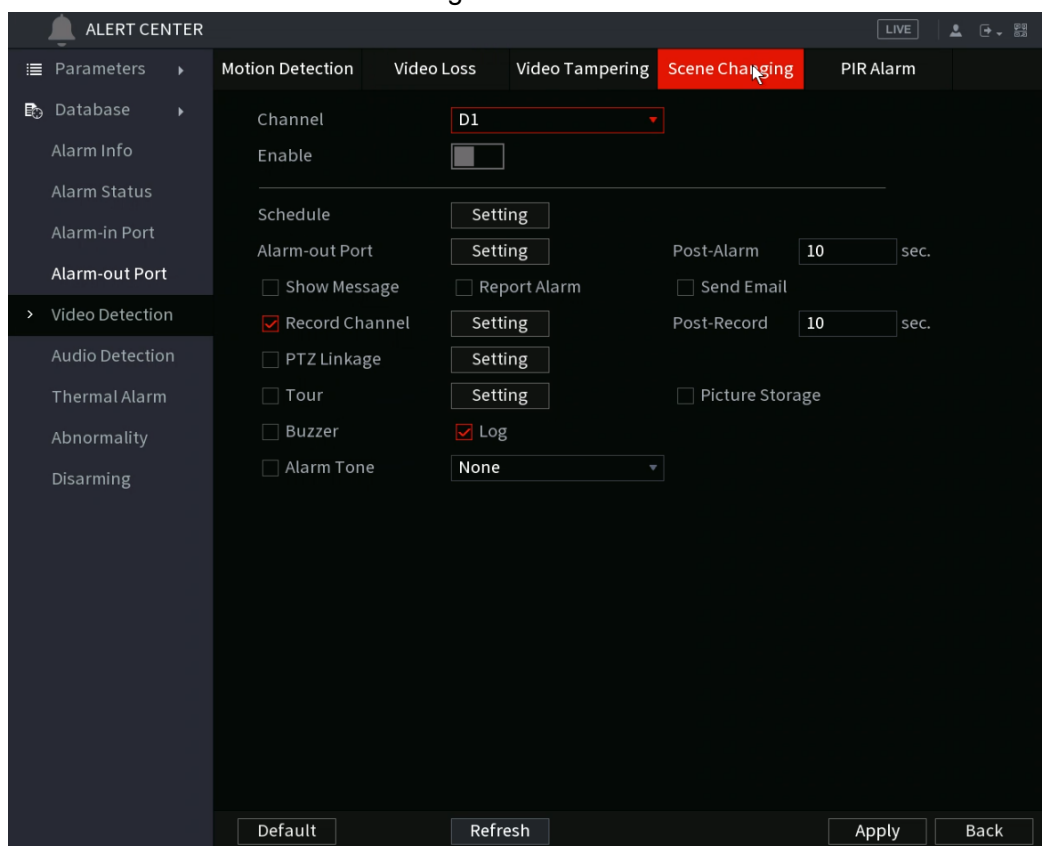 ALERT CENTER
LIVE
Parameters
Database
Alarm Info
Alarm Status
Alarm-in Port
Alarm-out Port
Video Detection
Audio Detection
Thermal Alarm
Abnormality
Disarming
Motion Detection Video Loss Video Tampering Scene Changing PIR Alarm
Channel D1
Enable
Schedule Setting
Alarm-out Port Setting Post-Alarm 10 sec.
Show Message Report Alarm Send Email
Record Channel Setting Post-Record 10 sec.
PTZ Linkage Setting
Tour Setting Picture Storage
Buzzer Log
Alarm Tone None
Default Refresh Apply Back